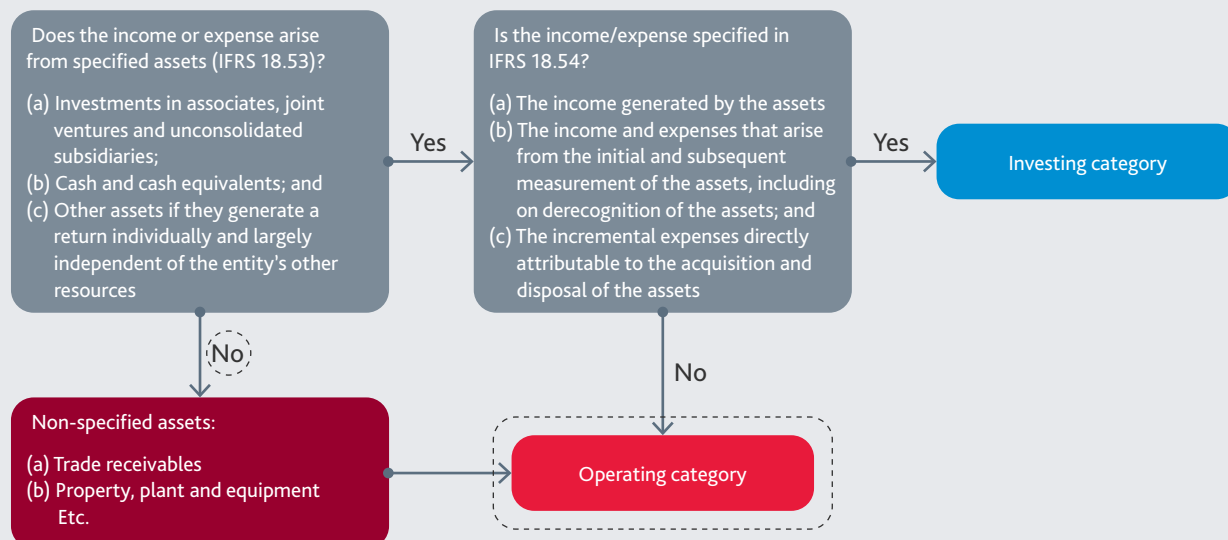 Does the income or expense arise
from specified assets (IFRS 18.53)?
(a) Investments in associates, joint
ventures and unconsolidated
subsidiaries;
(b) Cash and cash equivalents; and
(c) Other assets if they generate a
return individually and largely
independent of the entity's other
resources
Yes
Is the income/expense specified in
IFRS 18.54?
(a) The income generated by the assets
(b) The income and expenses that arise
from the initial and subsequent
measurement of the assets, including
on derecognition of the assets; and
(c) The incremental expenses directly
attributable to the acquisition and
disposal of the assets
Yes
Investing category
No
No
Non-specified assets:
(a) Trade receivables
(b) Property, plant and equipment
Etc.
Operating category